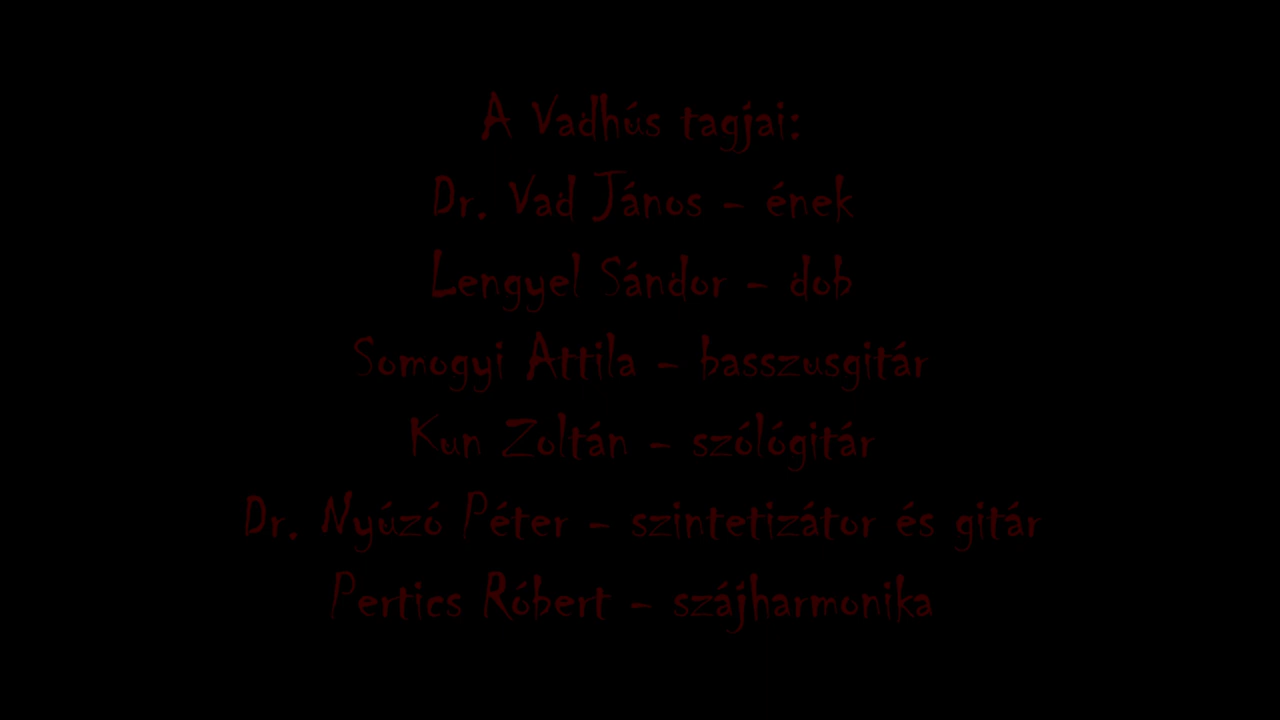 A Vadhús tagjai:
Dr. Vad János - ének
Lengyel Sándor - dob
Somogyi Attila - basszusgitár
Kun Zoltán - szólógitár
Dr. Nyúzó Péter - szintetizátor és gitár
Pertics Róbert - szájharmonika